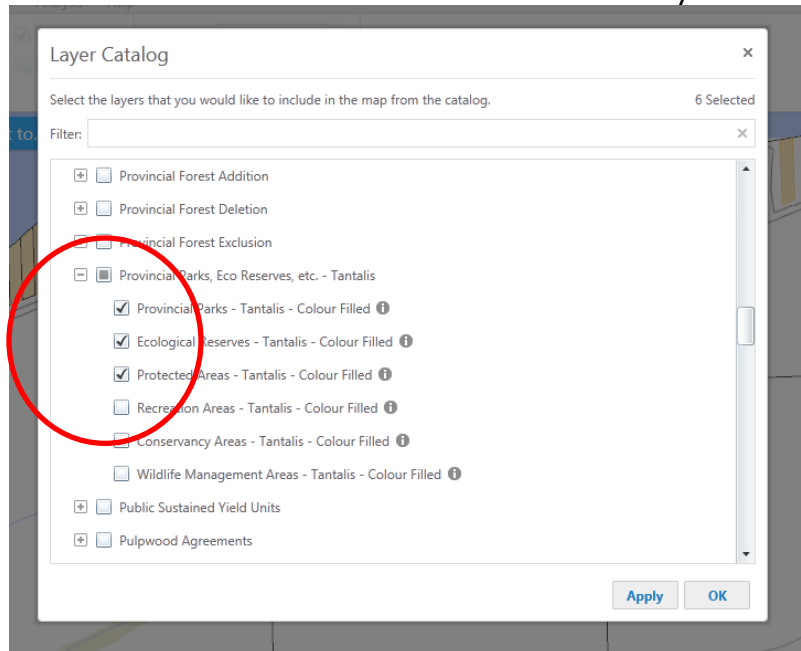 Layer Catalog
Select the layers that you would like to include in the map from the catalog. 6 Selected
to.
Filter:
Provincial Forest Addition
Provincial Forest Deletion
Provincial Forest Exclusion
Provincial Parks, Eco Reserves, etc. - Tantalis
Provincial Parks - Tantalis - Colour Filled
Ecological Reserves - Tantalis - Colour Filled
Protected Areas - Tantalis - Colour Filled
Recreation Areas - Tantalis - Colour Filled
Conservancy Areas - Tantalis - Colour Filled
Wildlife Management Areas - Tantalis - Colour Filled
Public Sustained Yield Units
Pulpwood Agreements
Apply OK